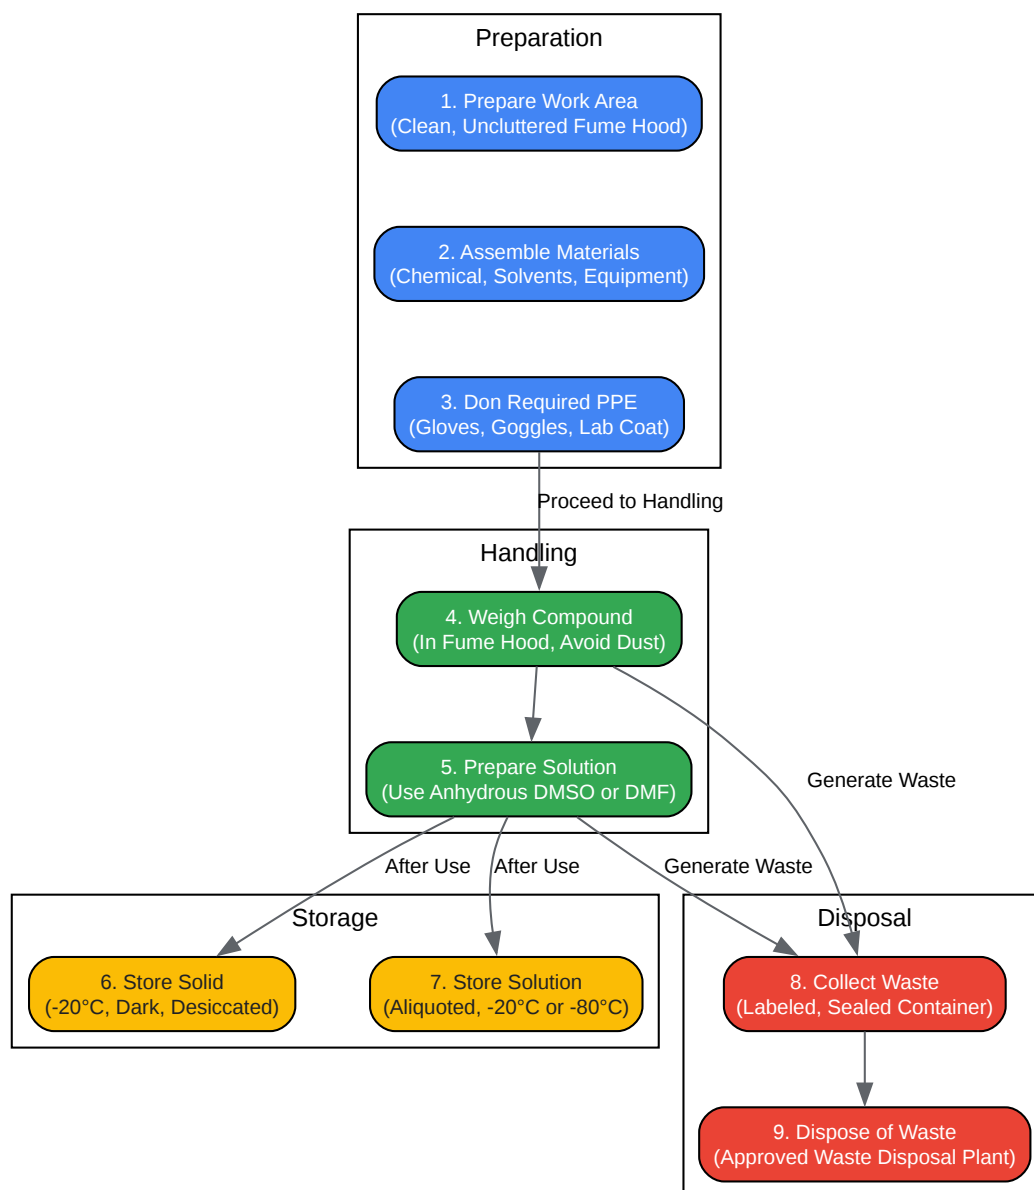 Preparation
1. Prepare Work Area
(Clean, Uncluttered Fume Hood)
2. Assemble Materials
(Chemical, Solvents, Equipment)
3. Don Required PPE
(Gloves, Goggles, Lab Coat)
Proceed to Handling
Handling
4. Weigh Compound
(In Fume Hood, Avoid Dust)
5. Prepare Solution
(Use Anhydrous DMSO or DMF)
Generate Waste
After Use
After Use
Generate Waste
Storage
6. Store Solid
(-20°C, Dark, Desiccated)
7. Store Solution
(Aliquoted, -20°C or -80°C)
Disposal
8. Collect Waste
(Labeled, Sealed Container)
9. Dispose of Waste
(Approved Waste Disposal Plant)